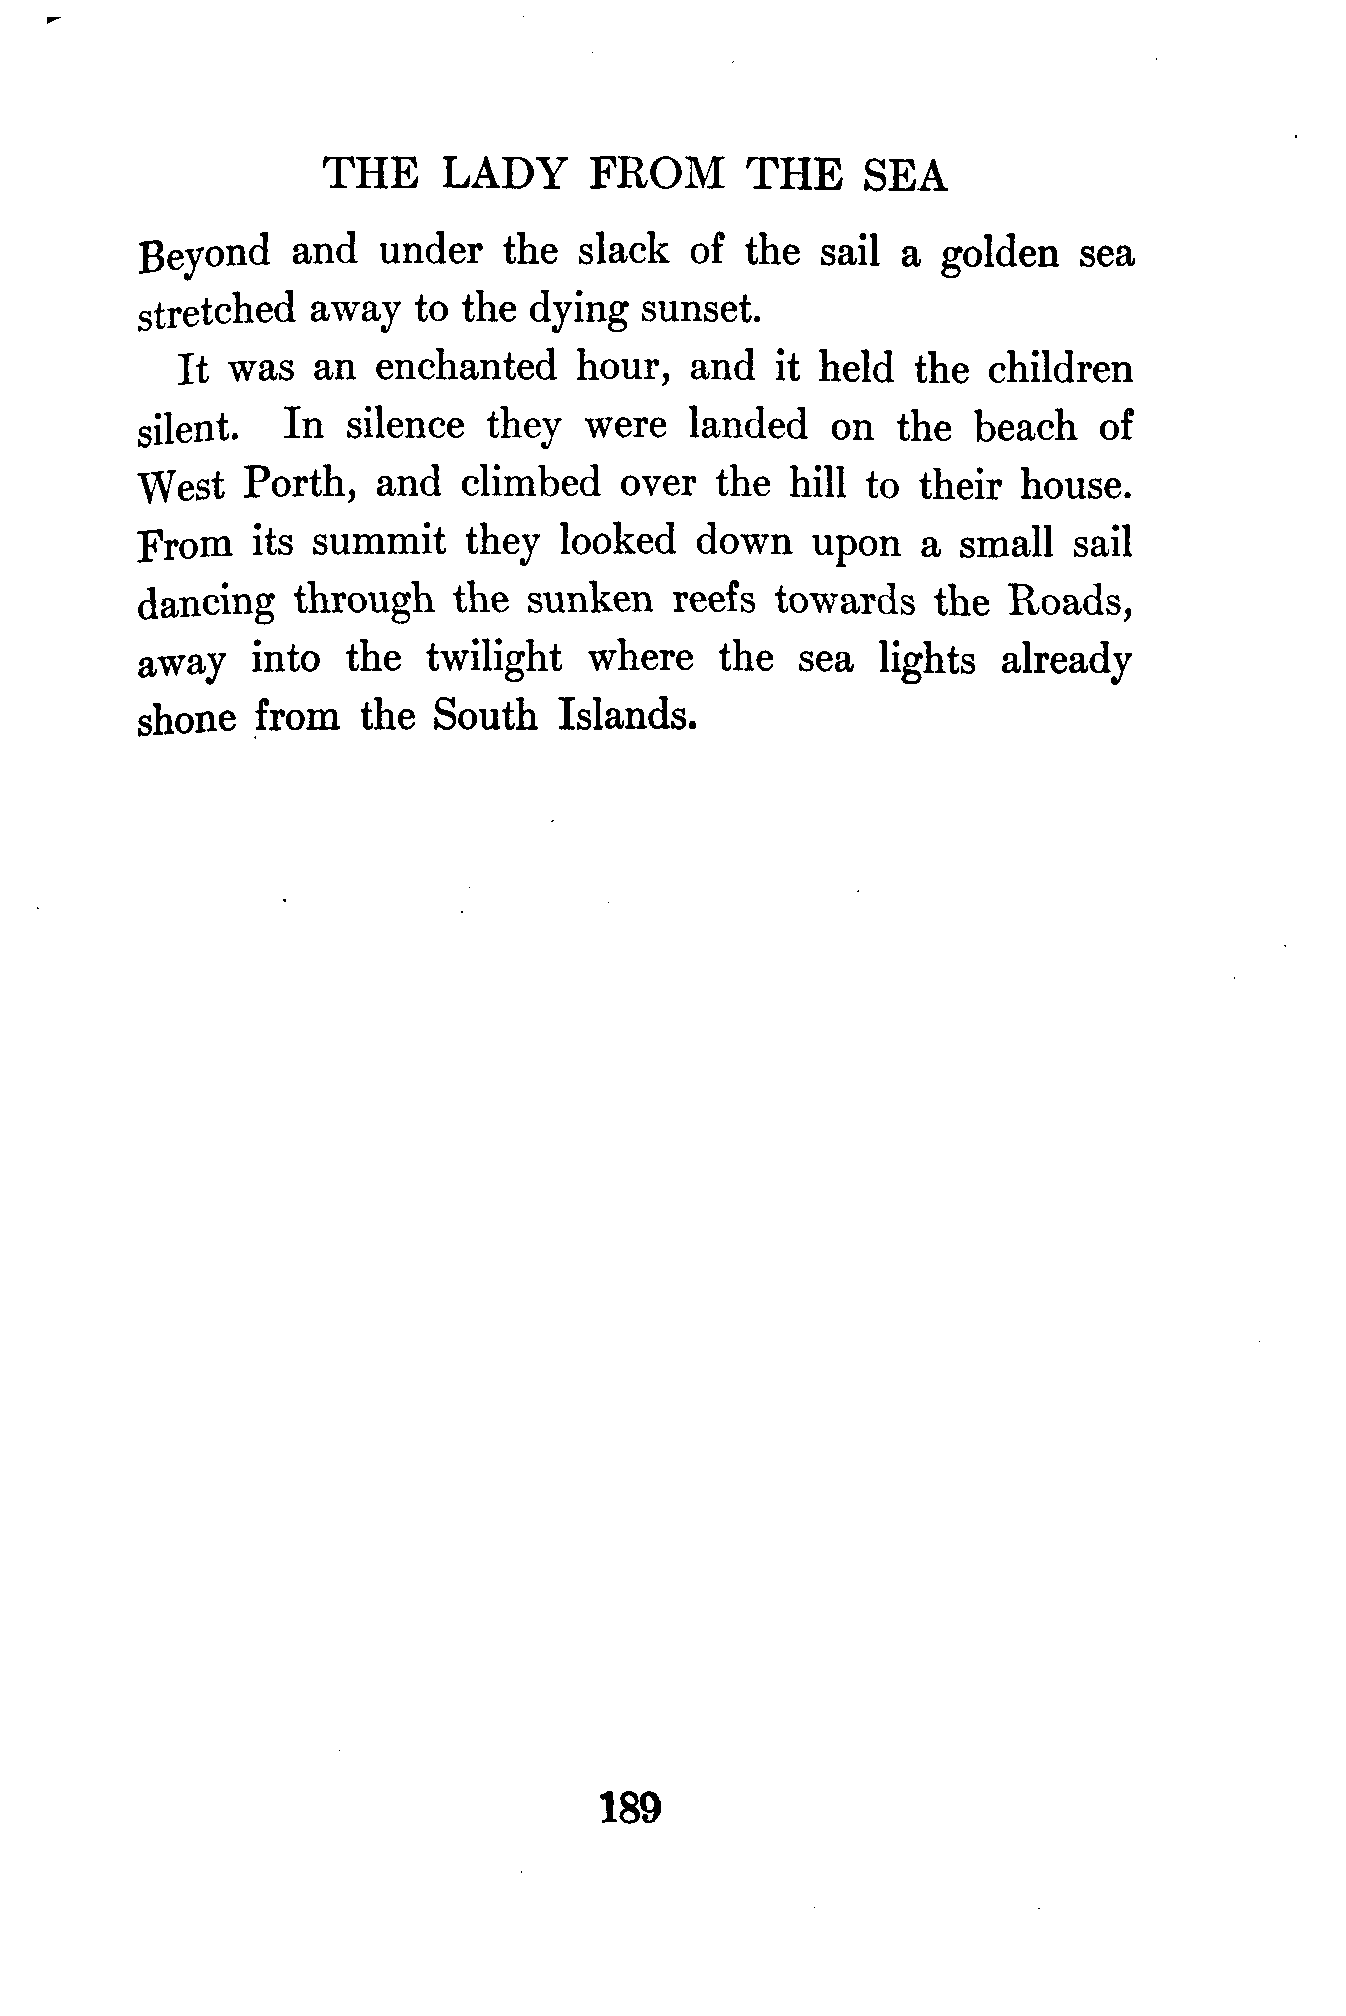 THE LADY FROM THE SEA
Beyond and under the slack of the sail a golden sea
stretched away to the dying sunset.
It was an enchanted hour, and it held the children
silent. In silence they were landed on the beach of
West Porth, and climbed over the hill to their house.
From its summit they looked down upon a small sail
dancing through the sunken reefs towards the Roads,
away into the twilight where the sea lights already
shone from the South Islands.
189